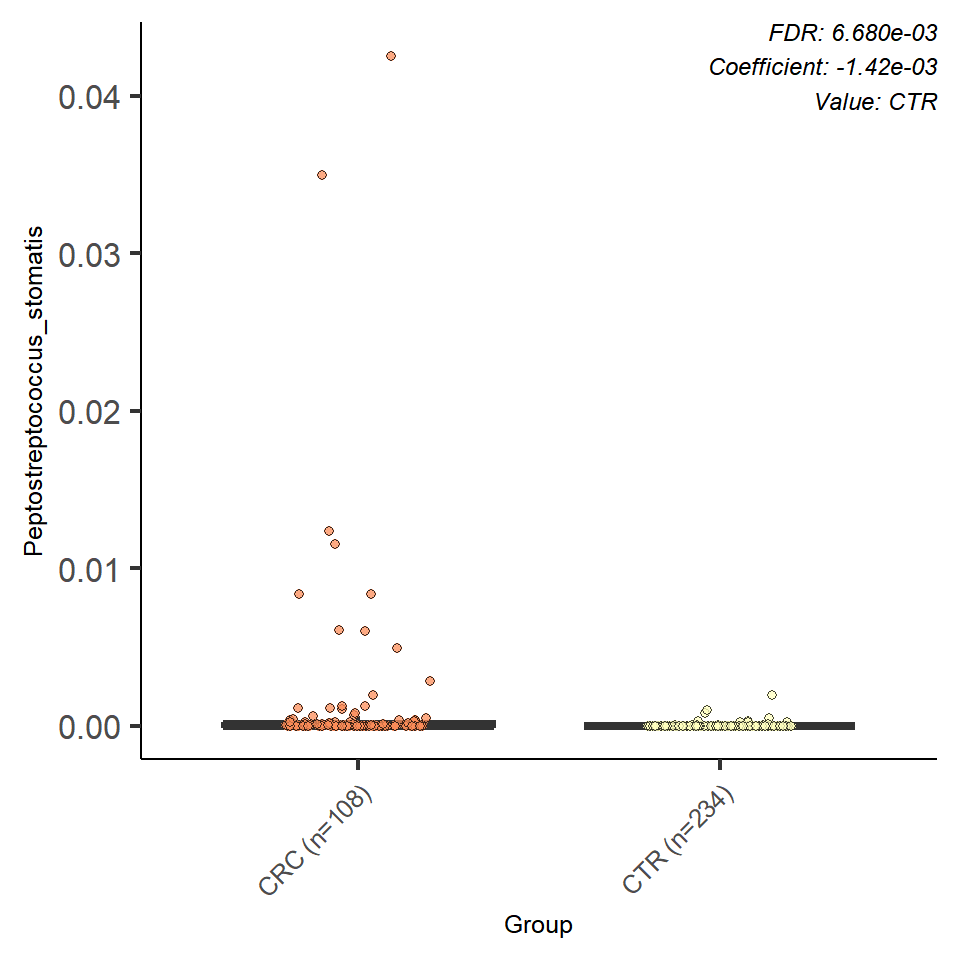 FDR: 6.680e-03
Coefficient: -1.42e-03
Value: CTR
Peptostreptococcus_stomatis
0.04
0.03
0.02
0.01
0.00
CRC (n=108)
CTR (n=234)
Group